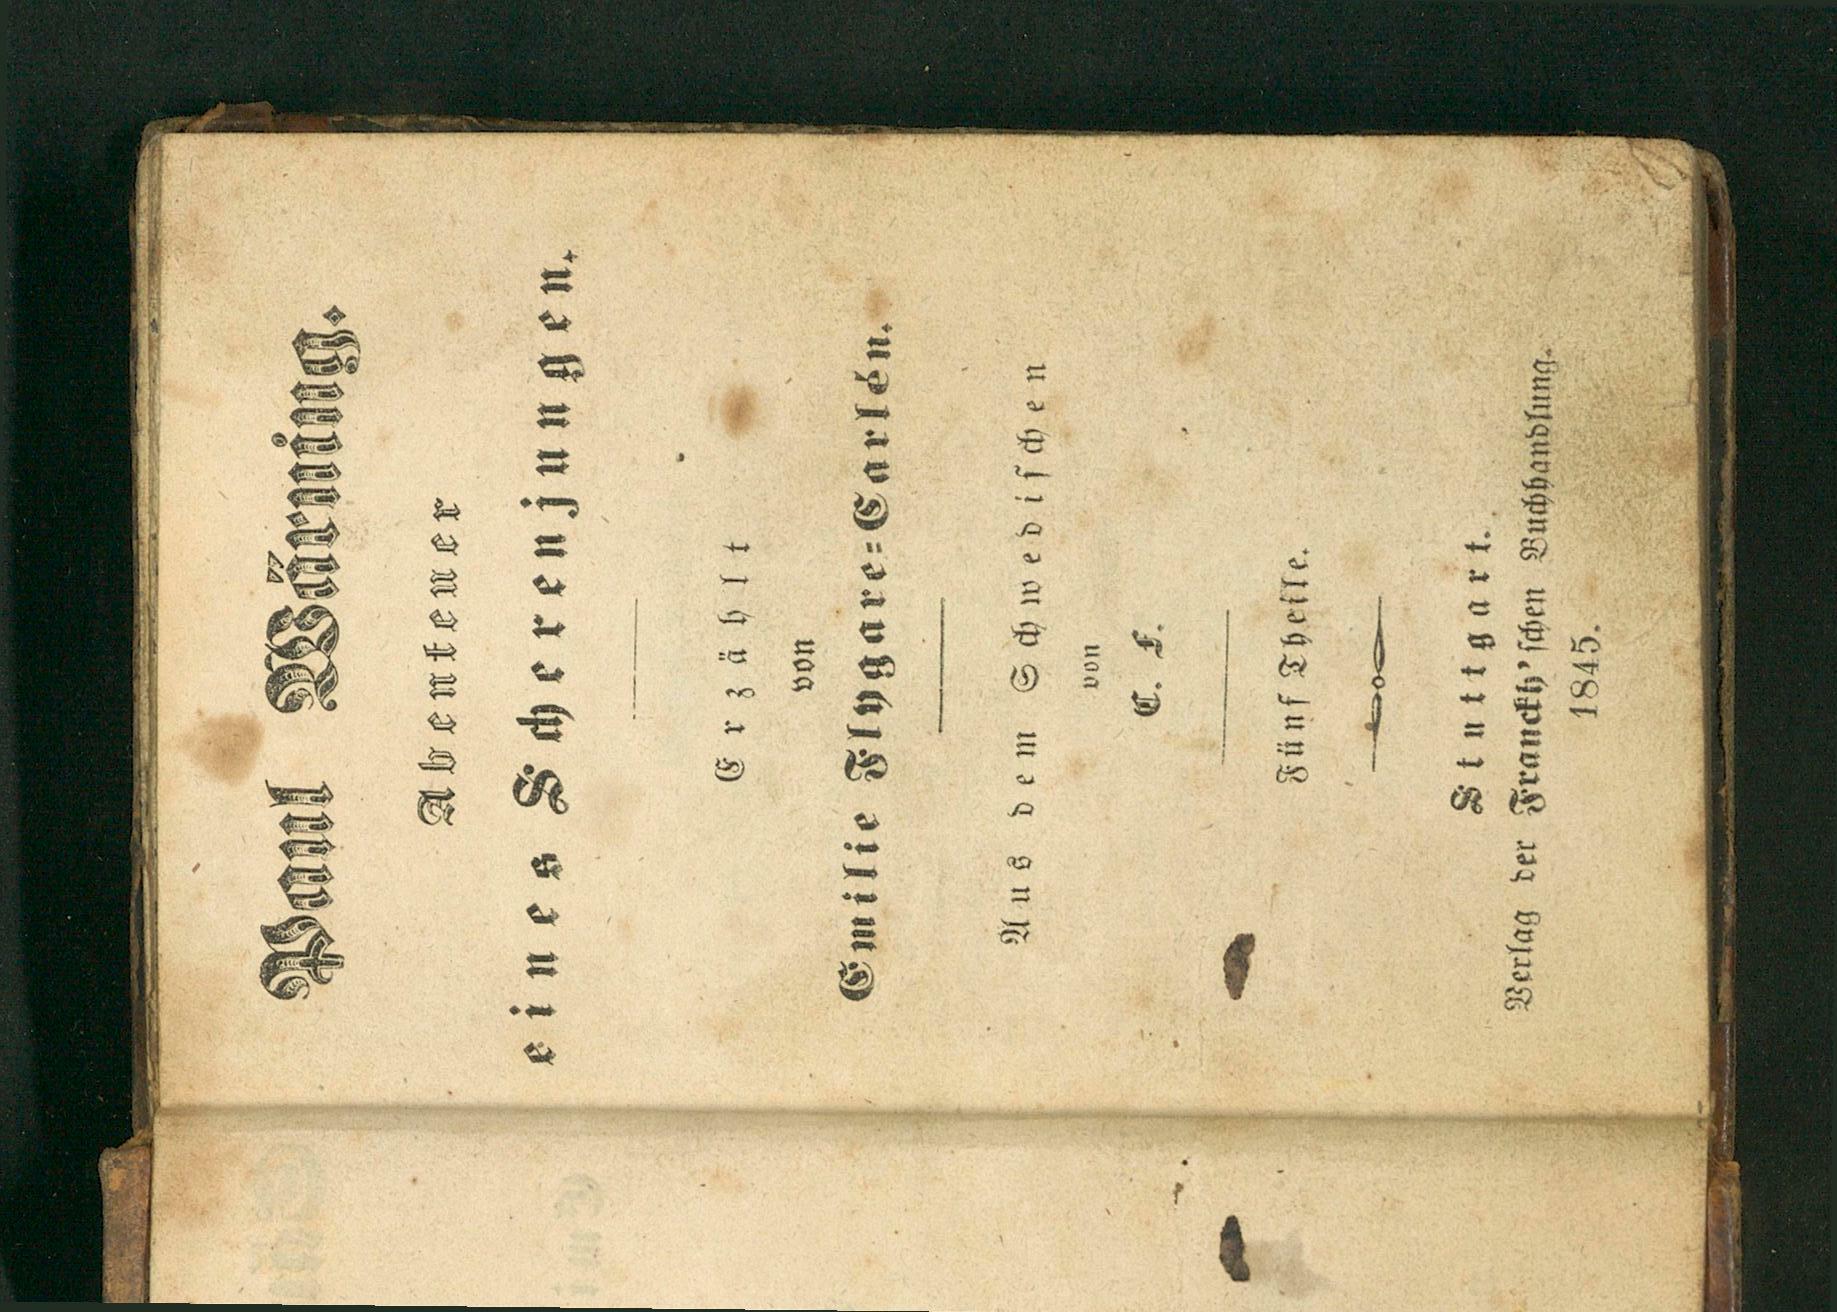 Paul Wärning.
Abenteuer
eines Scherenjungen.
Erzählt
von
Emilie Flygare=Carlén.
Aus dem Schwedischen
von
C. F.
Fünf Theile.
Stuttgart.
Verlag der Franckh'schen Buchhandlung.
1845.